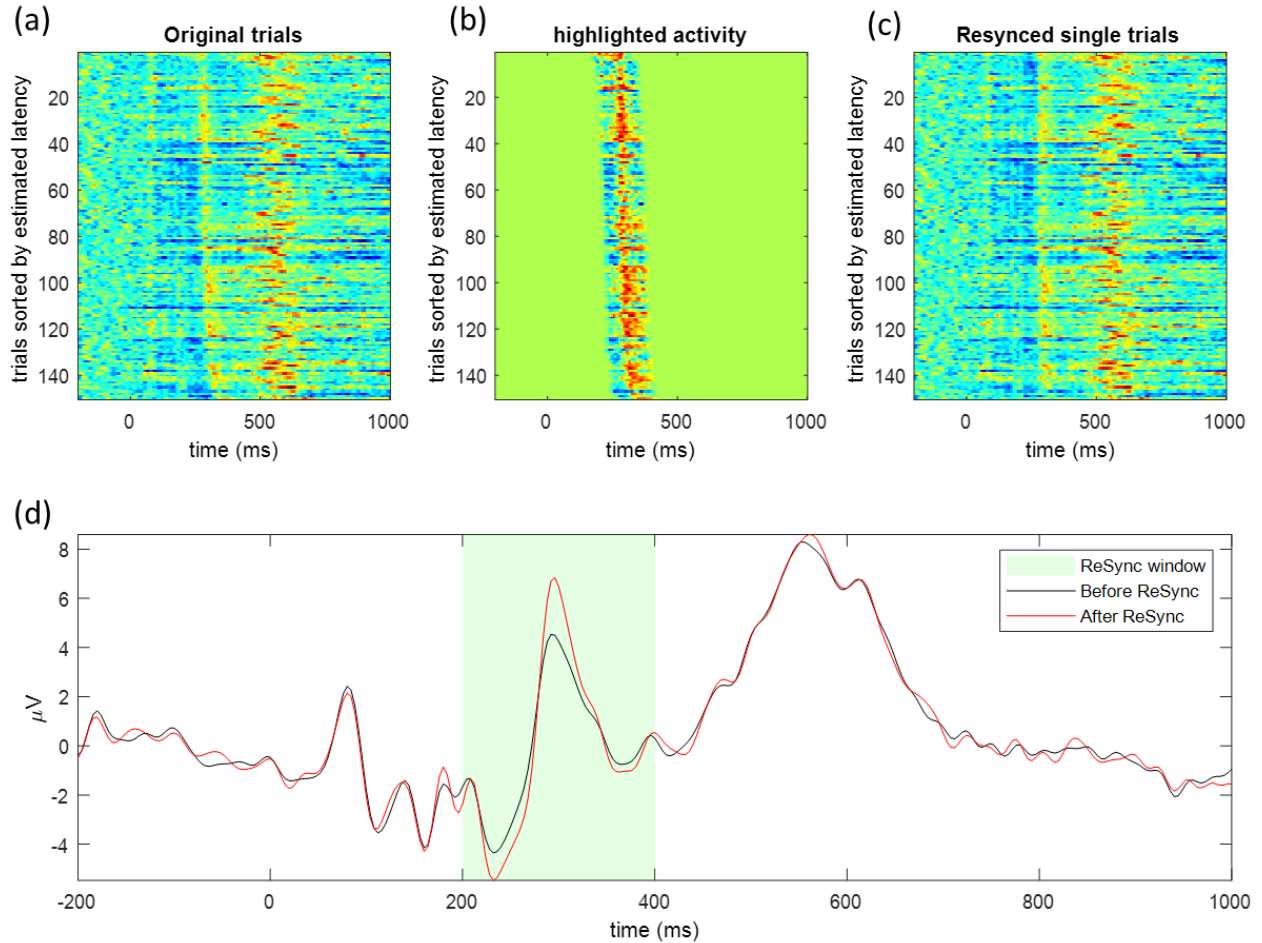 (a)
Original trials
trials sorted by estimated latency
20
40
60
80
100
120
140
0
500
1000
time (ms)
(b)
highlighted activity
20
40
60
80
100
120
140
0
500
1000
time (ms)
(c)
Resynced single trials
trials sorted by estimated latency
20
40
60
80
100
120
140
0
500
1000
time (ms)
(d)
μV
8
6
4
2
0
-2
-4
-200
0
200
400
600
800
1000
time (ms)
ReSync window
Before ReSync
After ReSync